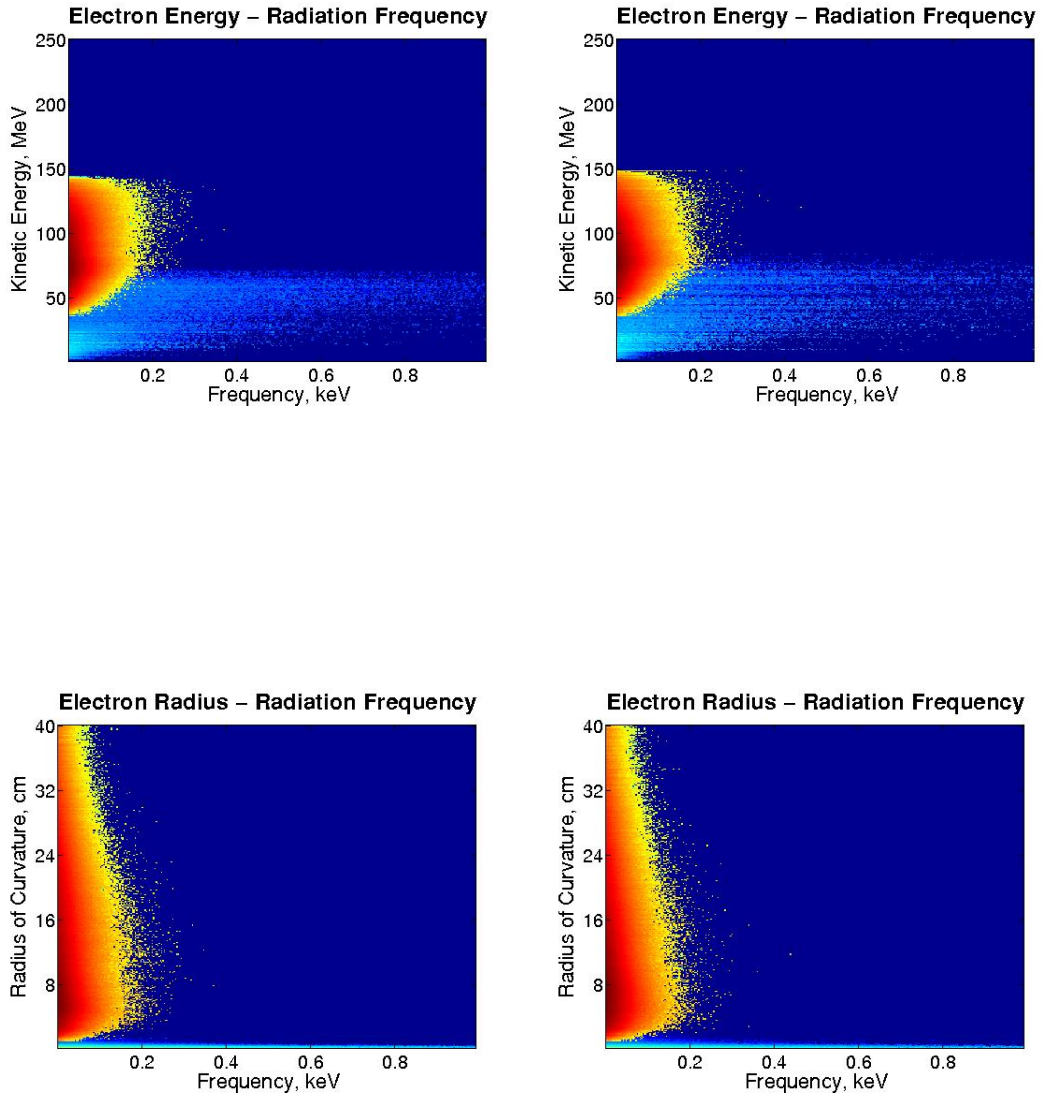 Electron Energy – Radiation Frequency
250
200
150
100
50
0.2 0.4 0.6 0.8
Kinetic Energy, MeV
Frequency, keV
Electron Energy – Radiation Frequency
250
200
150
100
50
0.2 0.4 0.6 0.8
Kinetic Energy, MeV
Frequency, keV
Electron Radius – Radiation Frequency
40
32
24
16
8
0.2 0.4 0.6 0.8
Radius of Curvature, cm
Frequency, keV
Electron Radius – Radiation Frequency
40
32
24
16
8
0.2 0.4 0.6 0.8
Radius of Curvature, cm
Frequency, keV